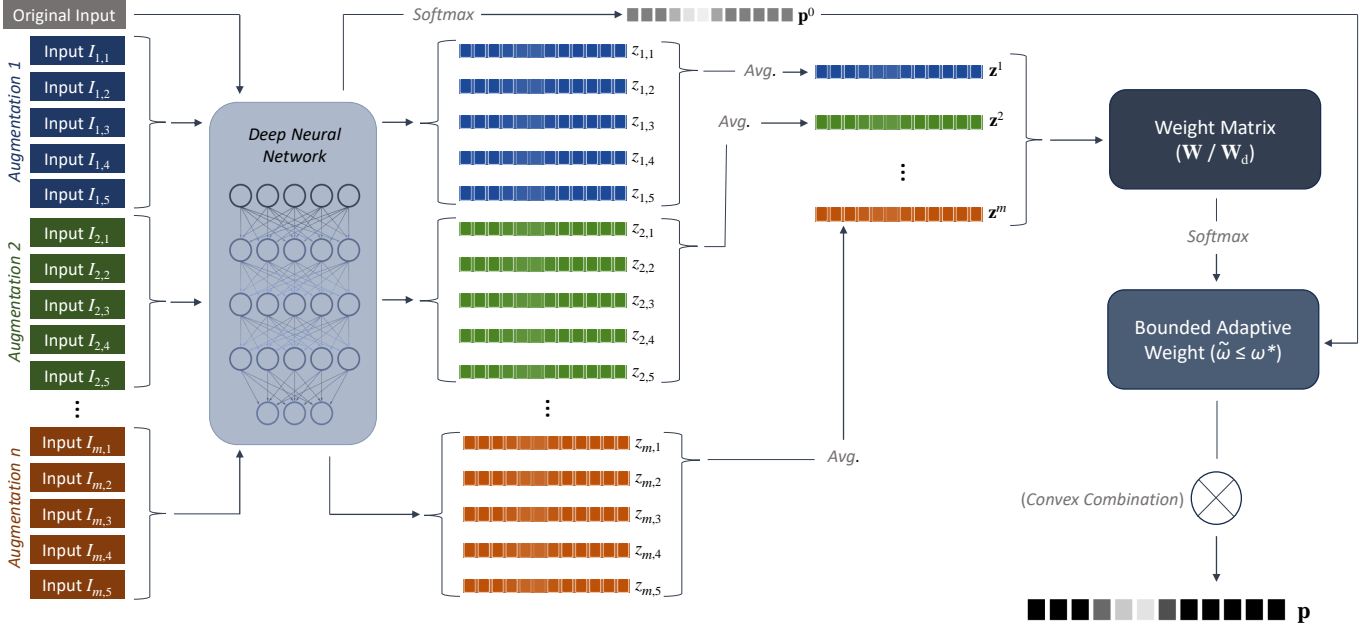 Original Input
Softmax
p⁰
Augmentation 1
Input I₁,₁
Input I₁,₂
Input I₁,₃
Input I₁,₄
Input I₁,₅
Augmentation 2
Input I₂,₁
Input I₂,₂
Input I₂,₃
Input I₂,₄
Input I₂,₅
⋮
Augmentation n
Input Iₘ,₁
Input Iₘ,₂
Input Iₘ,₃
Input Iₘ,₄
Input Iₘ,₅
Deep Neural
Network
z₁,₁
z₁,₂
z₁,₃
z₁,₄
z₁,₅
z₂,₁
z₂,₂
z₂,₃
z₂,₄
z₂,₅
⋮
zₘ,₁
zₘ,₂
zₘ,₃
zₘ,₄
zₘ,₅
Avg.
Avg.
Avg.
z¹
z²
⋮
zᵐ
Weight Matrix
(W / W_d)
Softmax
Bounded Adaptive
Weight (ω̃ ≤ ω*)
(Convex Combination)
p